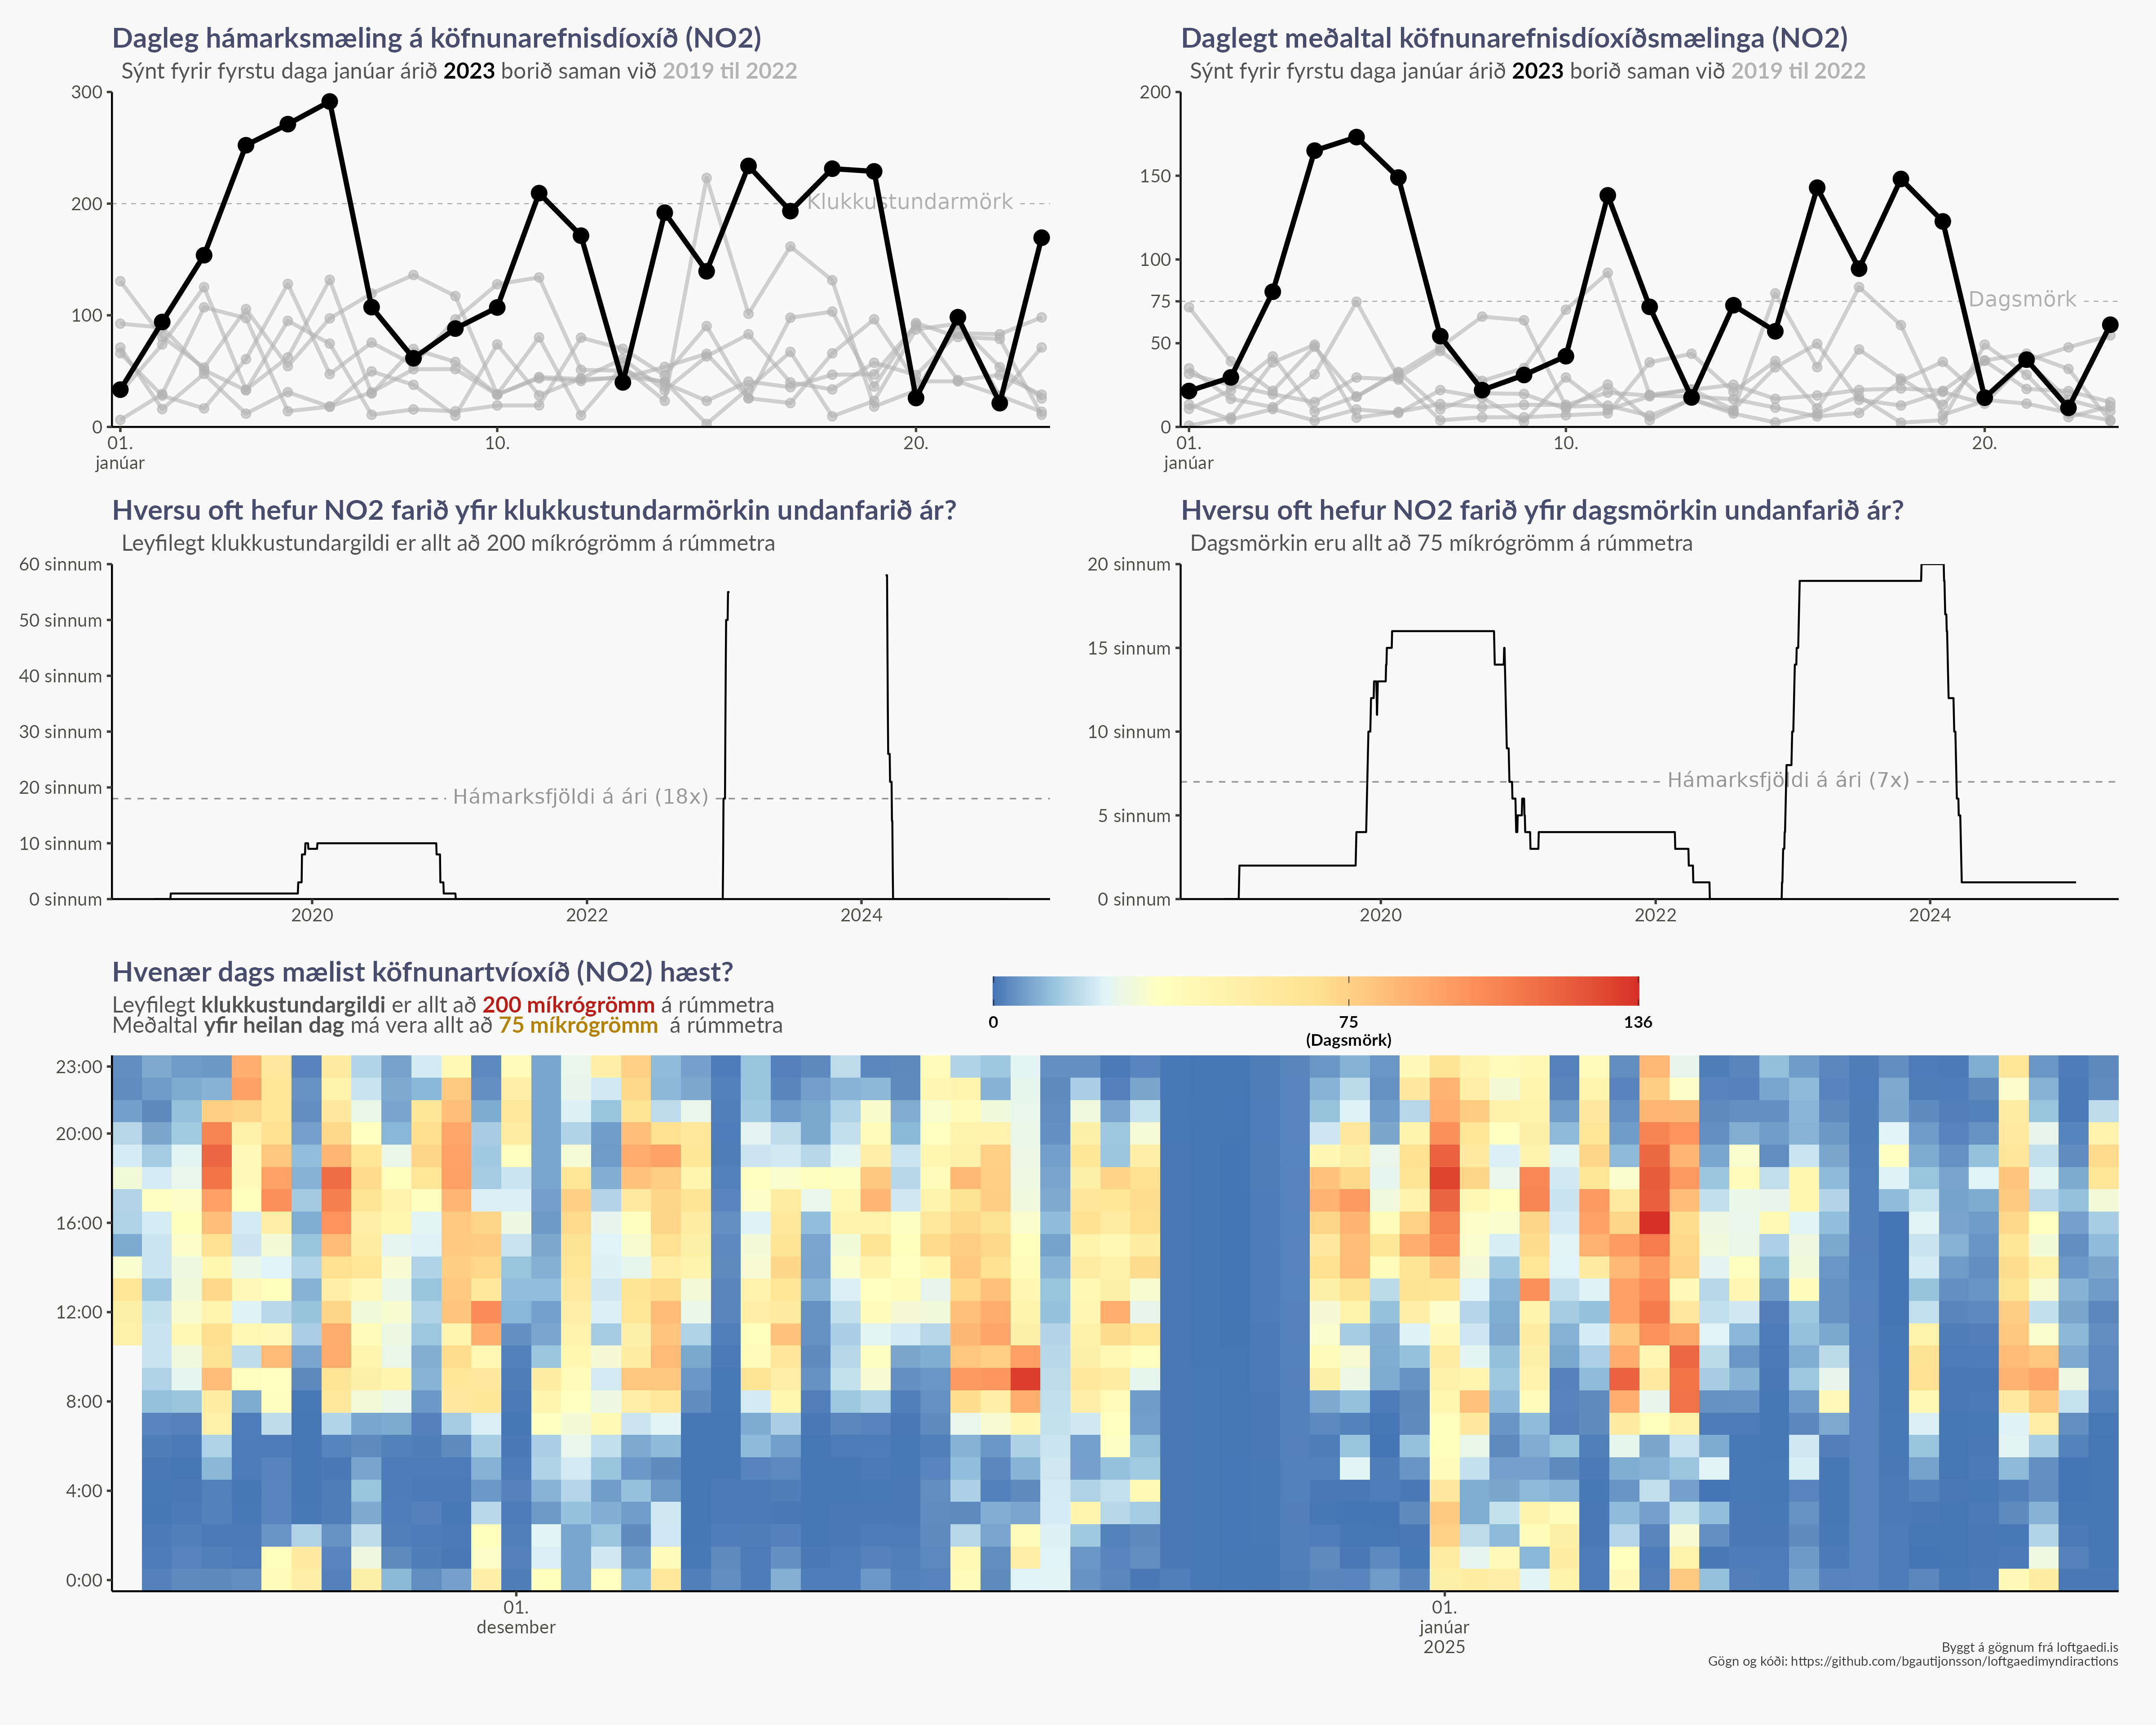 Dagleg hámarksmæling á köfnunarefnisdíoxíð (NO2)
Sýnt fyrir fyrstu daga janúar árið 2023 borið saman við 2019 til 2022
300
200
100
0
Klukkustundarmörk
01.
janúar
10.
20.
Daglegt meðaltal köfnunarefnisdíoxíðsmælinga (NO2)
Sýnt fyrir fyrstu daga janúar árið 2023 borið saman við 2019 til 2022
200
150
100
75
50
0
Dagsmörk
01.
janúar
10.
20.
Hversu oft hefur NO2 farið yfir klukkustundarmörkin undanfarið ár?
Leyfilegt klukkustundargildi er allt að 200 míkrógrömm á rúmmetra
60 sinnum
50 sinnum
40 sinnum
30 sinnum
20 sinnum
10 sinnum
0 sinnum
Hámarksfjöldi á ári (18x)
2020
2022
2024
Hversu oft hefur NO2 farið yfir dagsmörkin undanfarið ár?
Dagsmörkin eru allt að 75 míkrógrömm á rúmmetra
20 sinnum
15 sinnum
10 sinnum
5 sinnum
0 sinnum
Hámarksfjöldi á ári (7x)
2020
2022
2024
Hvenær dags mælist köfnunartvíoxíð (NO2) hæst?
Leyfilegt klukkustundargildi er allt að 200 míkrógrömm á rúmmetra
Meðaltal yfir heilan dag má vera allt að 75 míkrógrömm á rúmmetra
0
75
(Dagsmörk)
136
23:00
20:00
16:00
12:00
8:00
4:00
0:00
01.
desember
01.
janúar
2025
Byggt á gögnum frá loftgaedi.is
Gögn og kóði: https://github.com/bgautijonsson/loftgaedimyndiractions